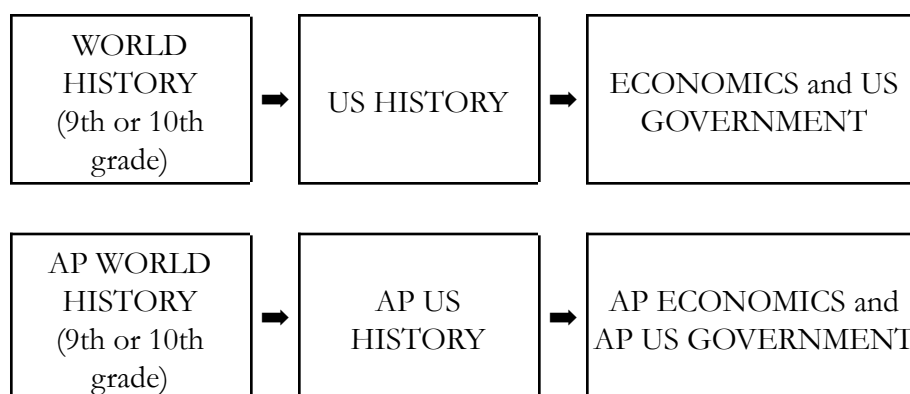 WORLD
HISTORY
(9th or 10th
grade)
US HISTORY
ECONOMICS and US
GOVERNMENT
AP WORLD
HISTORY
(9th or 10th
grade)
AP US
HISTORY
AP ECONOMICS and
AP US GOVERNMENT